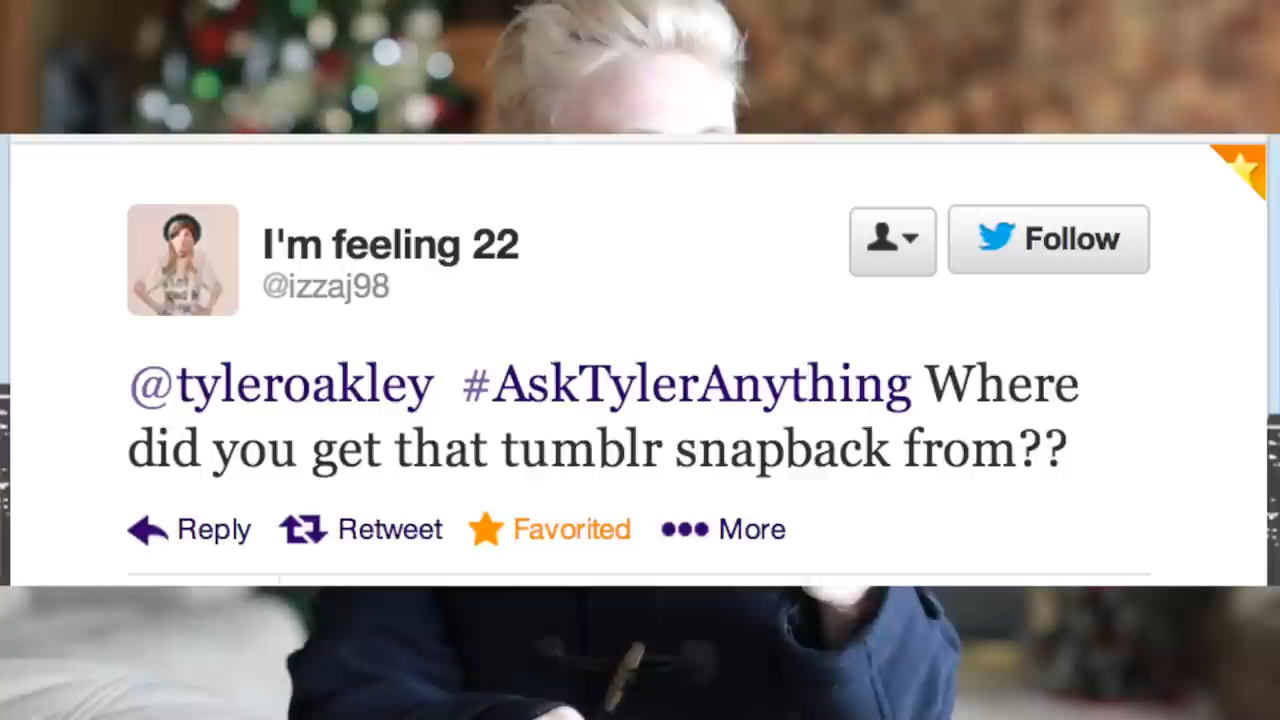 I'm feeling 22
@izzaj98
Follow
@tyleroakley #AskTylerAnything Where
did you get that tumblr snapback from??
Reply Retweet Favorited More